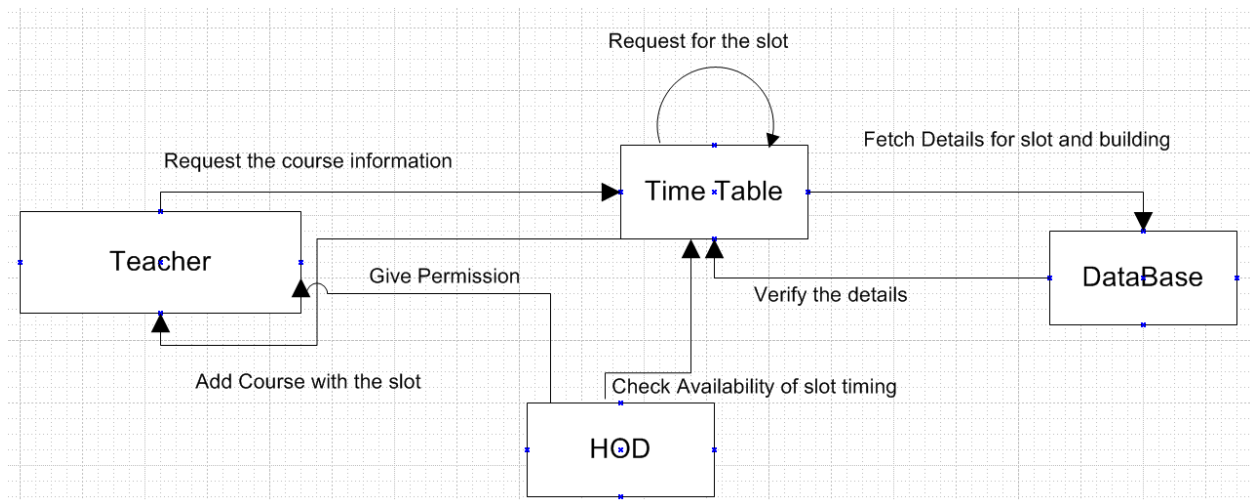 Request for the slot
Fetch Details for slot and building
Request the course information
Time Table
Teacher
Give Permission
DataBase
Verify the details
Add Course with the slot
Check Availability of slot timing
HOD